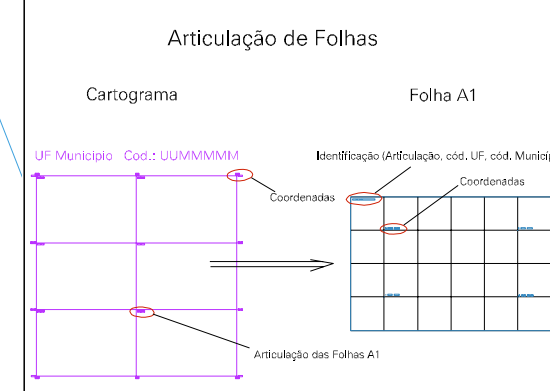 Articulação de Folhas
Cartograma
Folha A1
UF Municipio Cod.: UUMMMMM
Identificação (Articulação, cód. UF, cód. Municíp
Coordenadas
Coordenadas
Articulação das Folhas A1